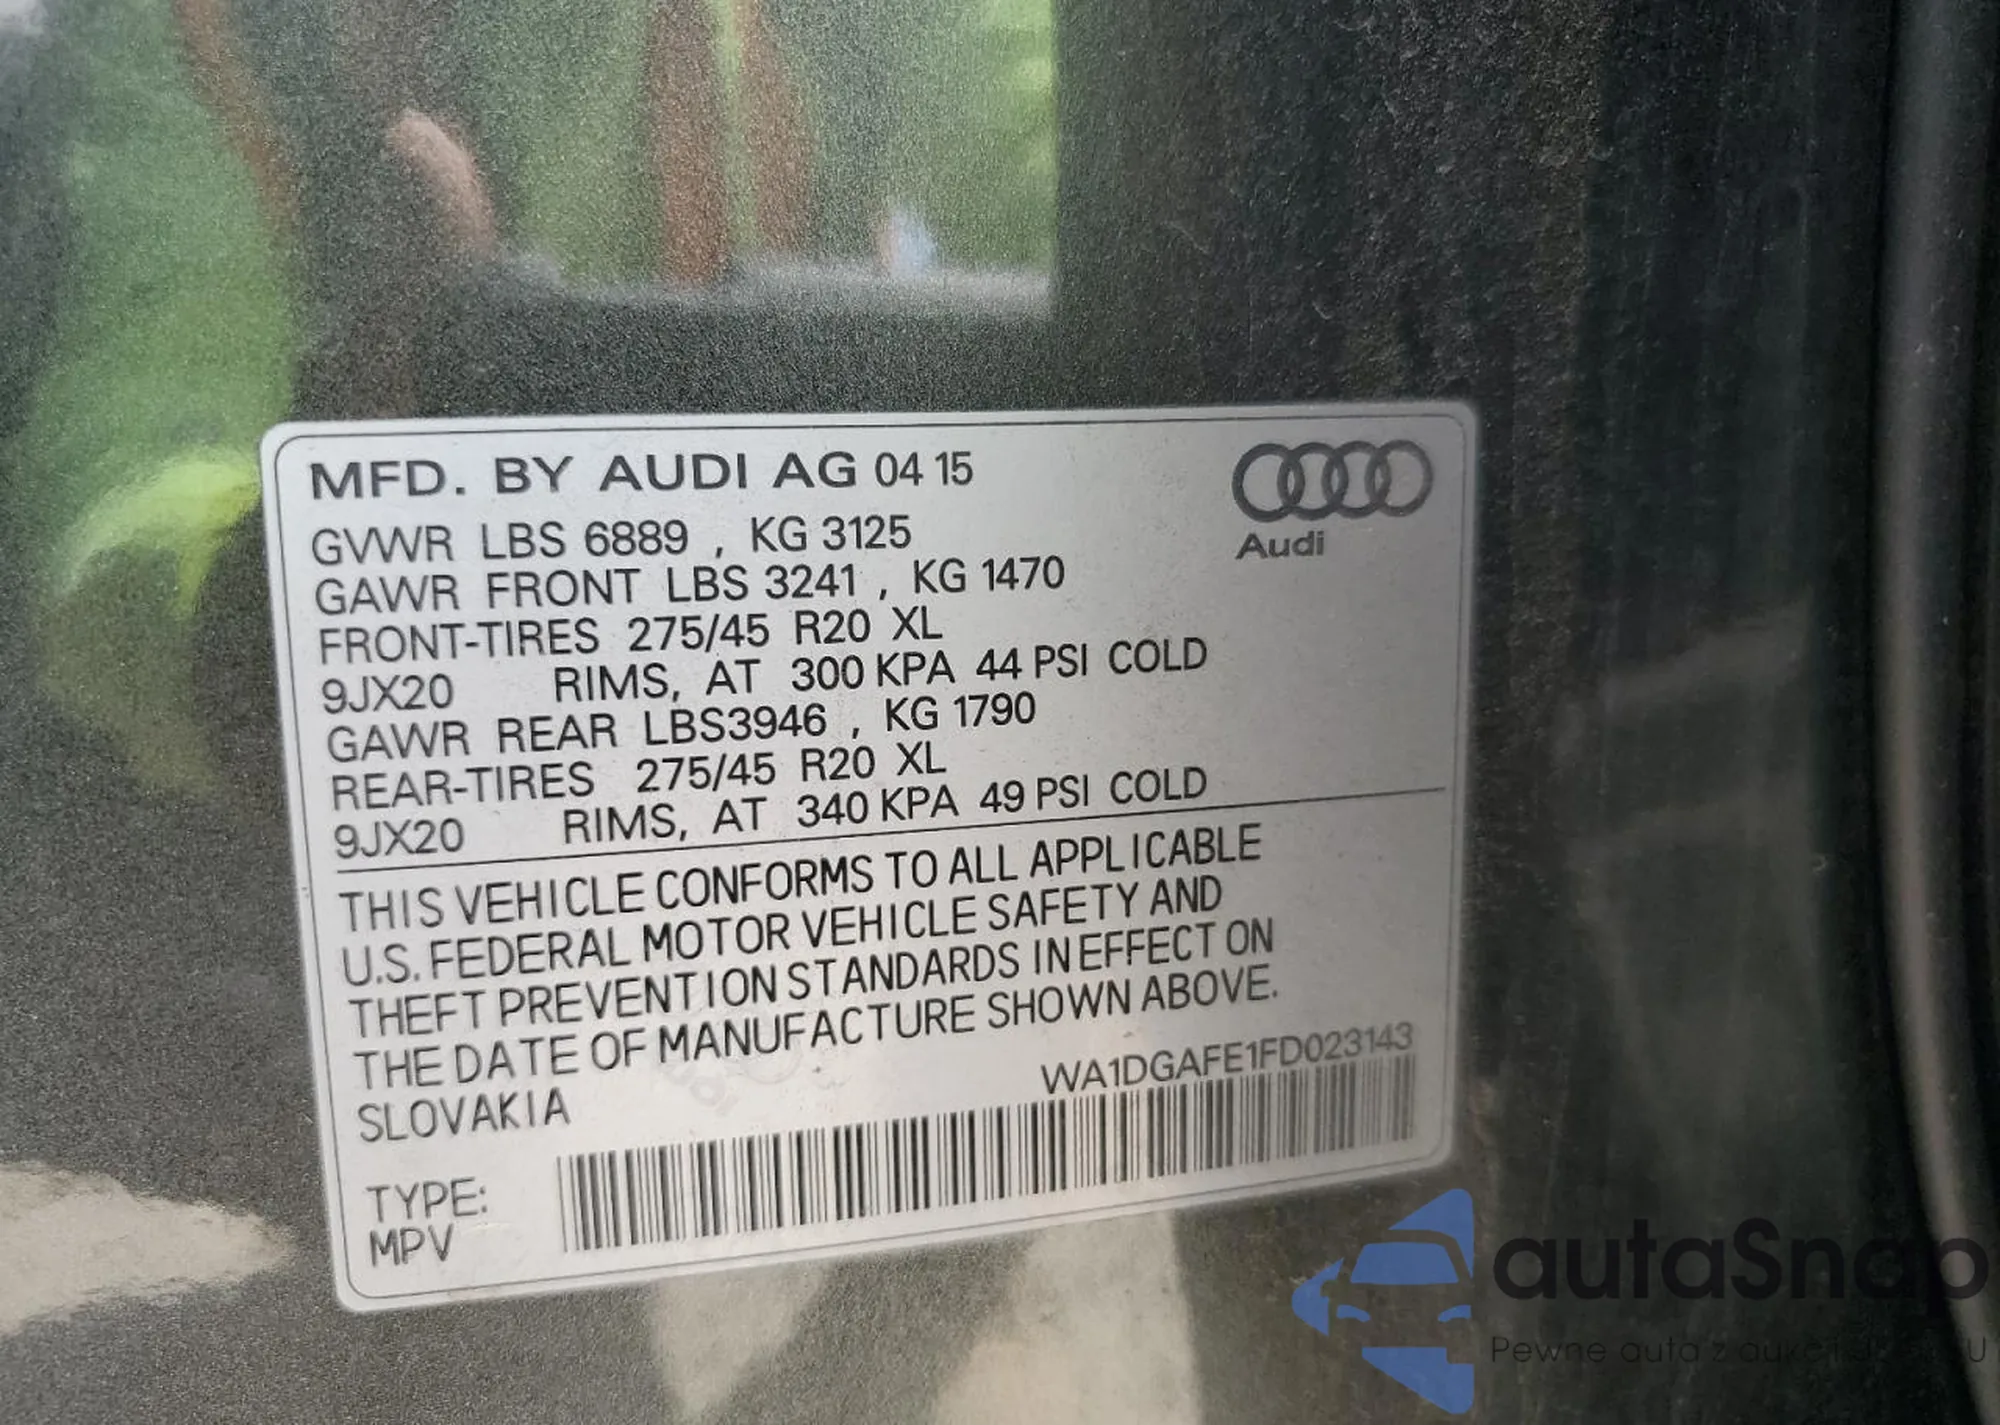 MFD. BY AUDI AG 04 15
Audi
GVWR LBS 6889 , KG 3125
GAWR FRONT LBS 3241 , KG 1470
FRONT-TIRES 275/45 R20 XL
9JX20 RIMS, AT 300 KPA 44 PSI COLD
GAWR REAR LBS3946 , KG 1790
REAR-TIRES 275/45 R20 XL
9JX20 RIMS, AT 340 KPA 49 PSI COLD
THIS VEHICLE CONFORMS TO ALL APPLICABLE
U.S. FEDERAL MOTOR VEHICLE SAFETY AND
THEFT PREVENTION STANDARDS IN EFFECT ON
THE DATE OF MANUFACTURE SHOWN ABOVE.
SLOVAKIA
WA1DGAFE1FD023143
TYPE:
MPV
autaSnap
Pewne auta z